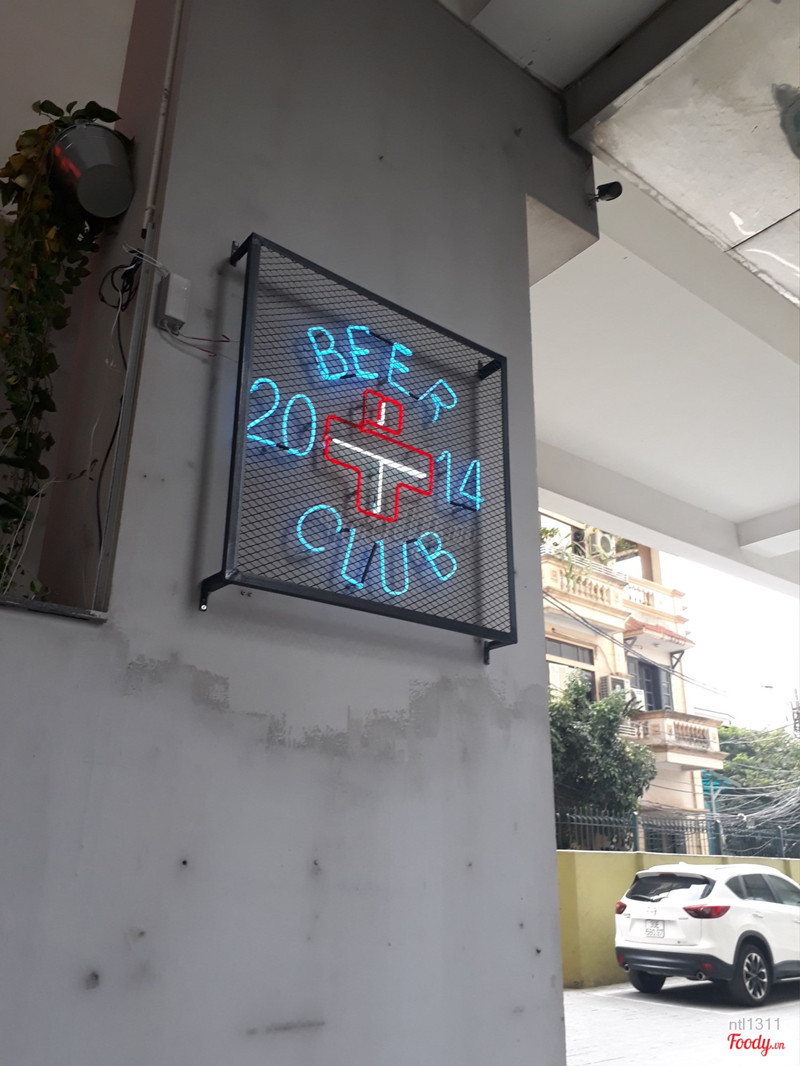 BEER
20 14
CLUB
ntl1311
Foody.vn